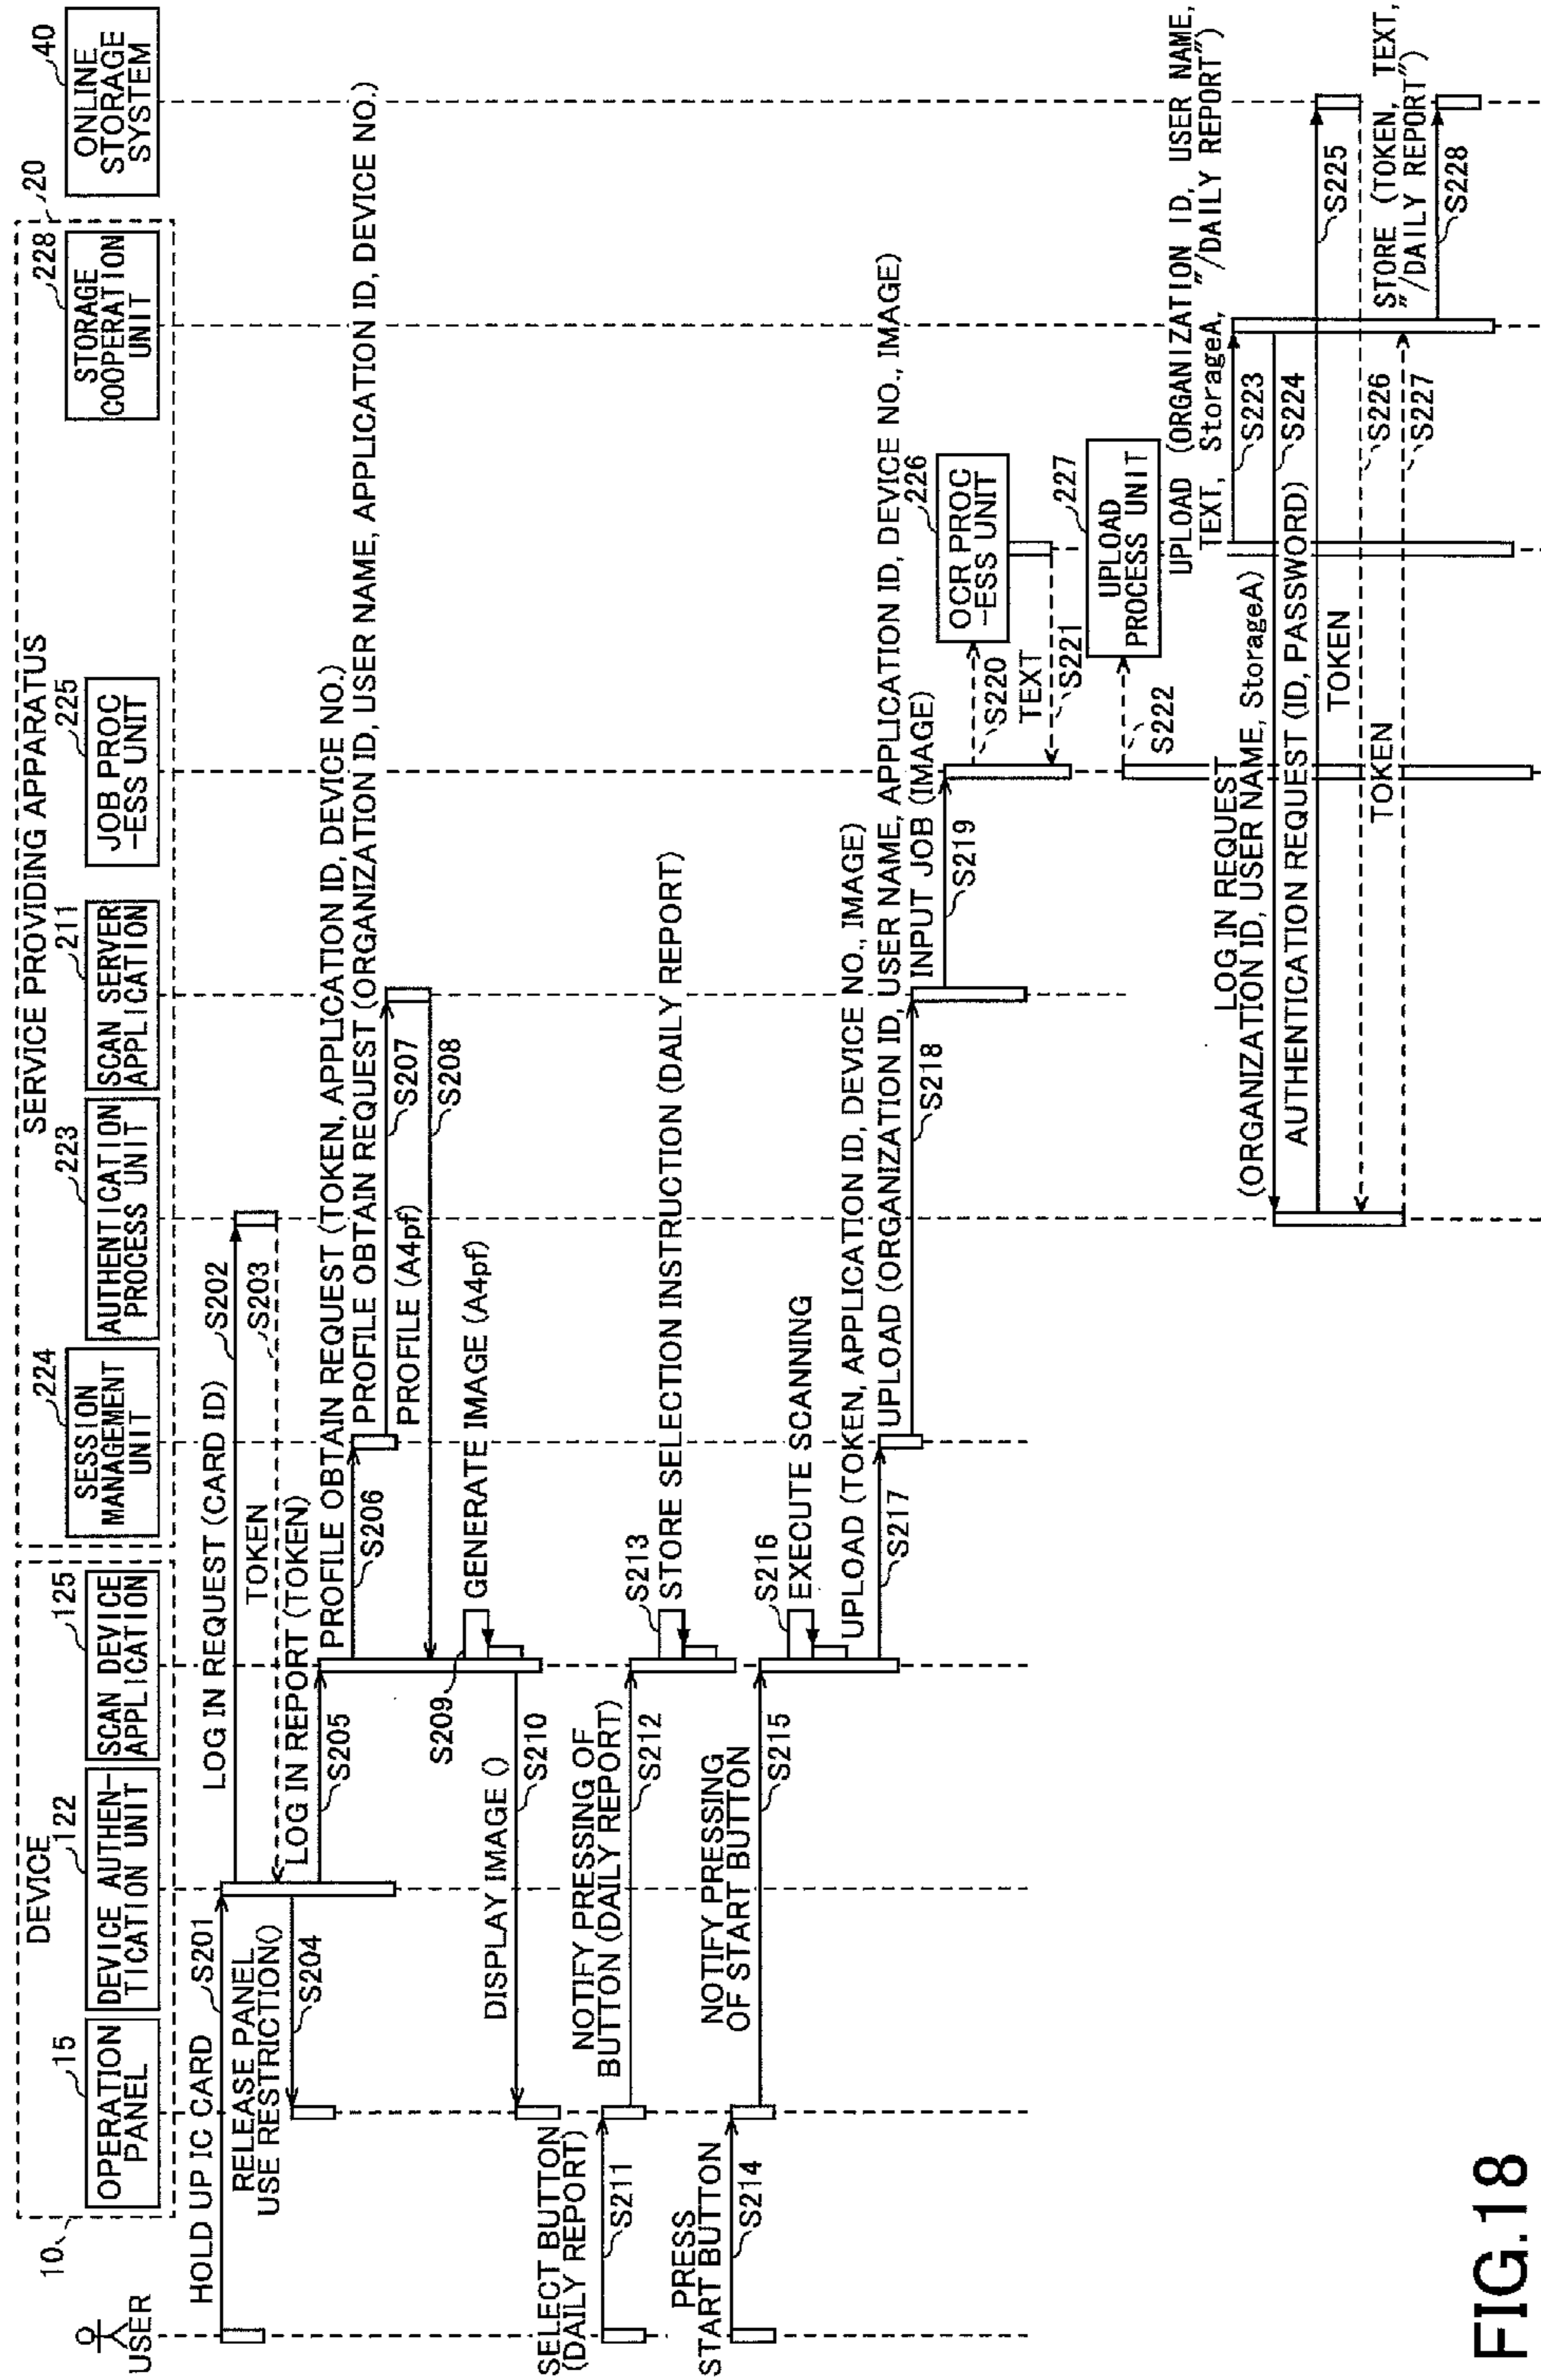 SERVICE PROVIDING APPARATUS
20
40
DEVICE
10
USER
15
OPERATION
PANEL
122
DEVICE AUTHEN-
TICATION UNIT
125
SCAN DEVICE
APPLICATION
224
SESSION
MANAGEMENT
UNIT
223
AUTHENTICATION
PROCESS UNIT
211
SCAN SERVER
APPLICATION
225
JOB PROC
-ESS UNIT
228
STORAGE
COOPERATION
UNIT
ONLINE
STORAGE
SYSTEM
HOLD UP IC CARD
S201
LOG IN REQUEST (CARD ID)
S202
TOKEN
S203
RELEASE PANEL
USE RESTRICTION()
S204
LOG IN REPORT (TOKEN)
S205
PROFILE OBTAIN REQUEST (TOKEN, APPLICATION ID, DEVICE NO.)
S206
PROFILE OBTAIN REQUEST (ORGANIZATION ID, USER NAME, APPLICATION ID, DEVICE NO.)
S207
PROFILE (A4pf)
S208
GENERATE IMAGE (A4pf)
S209
DISPLAY IMAGE ()
S210
SELECT BUTTON
(DAILY REPORT)
S211
NOTIFY PRESSING OF
BUTTON (DAILY REPORT)
S212
S213
STORE SELECTION INSTRUCTION (DAILY REPORT)
PRESS
START BUTTON
S214
NOTIFY PRESSING
OF START BUTTON
S215
S216
EXECUTE SCANNING
UPLOAD (TOKEN, APPLICATION ID, DEVICE NO., IMAGE)
S217
UPLOAD (ORGANIZATION ID, USER NAME, APPLICATION ID, DEVICE NO., IMAGE)
S218
INPUT JOB (IMAGE)
S219
226
OCR PROC
-ESS UNIT
S220
TEXT
S221
227
UPLOAD
PROCESS UNIT
S222
UPLOAD (ORGANIZATION ID, USER NAME,
TEXT, StorageA, "/DAILY REPORT")
S223
LOG IN REQUEST
(ORGANIZATION ID, USER NAME, StorageA)
S224
AUTHENTICATION REQUEST (ID, PASSWORD)
S225
TOKEN
S226
TOKEN
S227
STORE (TOKEN, TEXT,
"/DAILY REPORT")
S228
FIG.18